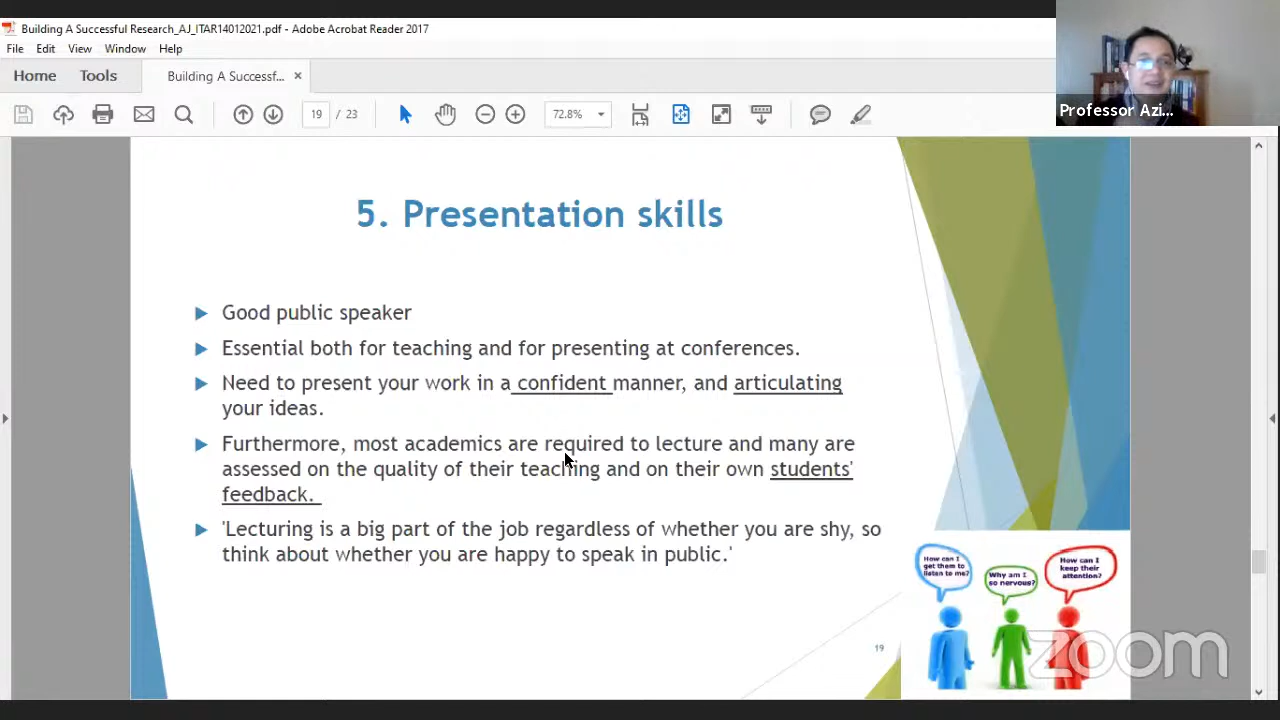 Building A Successful Research_AJ_ITAR14012021.pdf - Adobe Acrobat Reader 2017
File Edit View Window Help
Home Tools Building A Successf... ×
19 / 23 72.8%
Professor Azi...
5. Presentation skills
Good public speaker
Essential both for teaching and for presenting at conferences.
Need to present your work in a confident manner, and articulating
your ideas.
Furthermore, most academics are required to lecture and many are
assessed on the quality of their teaching and on their own students'
feedback.
'Lecturing is a big part of the job regardless of whether you are shy, so
think about whether you are happy to speak in public.'
How can I
get them to
listen to me?
Why am I
so nervous?
How can I
keep their
attention?
19
zoom